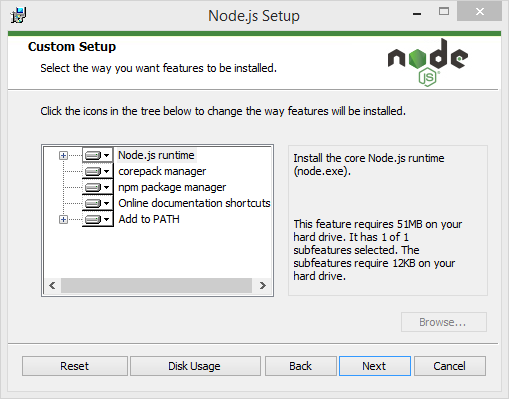 Node.js Setup
Custom Setup
Select the way you want features to be installed.
node
JS
Click the icons in the tree below to change the way features will be installed.
Node.js runtime
corepack manager
npm package manager
Online documentation shortcuts
Add to PATH
Install the core Node.js runtime
(node.exe).
This feature requires 51MB on your
hard drive. It has 1 of 1
subfeatures selected. The
subfeatures require 12KB on your
hard drive.
Browse...
Reset
Disk Usage
Back
Next
Cancel